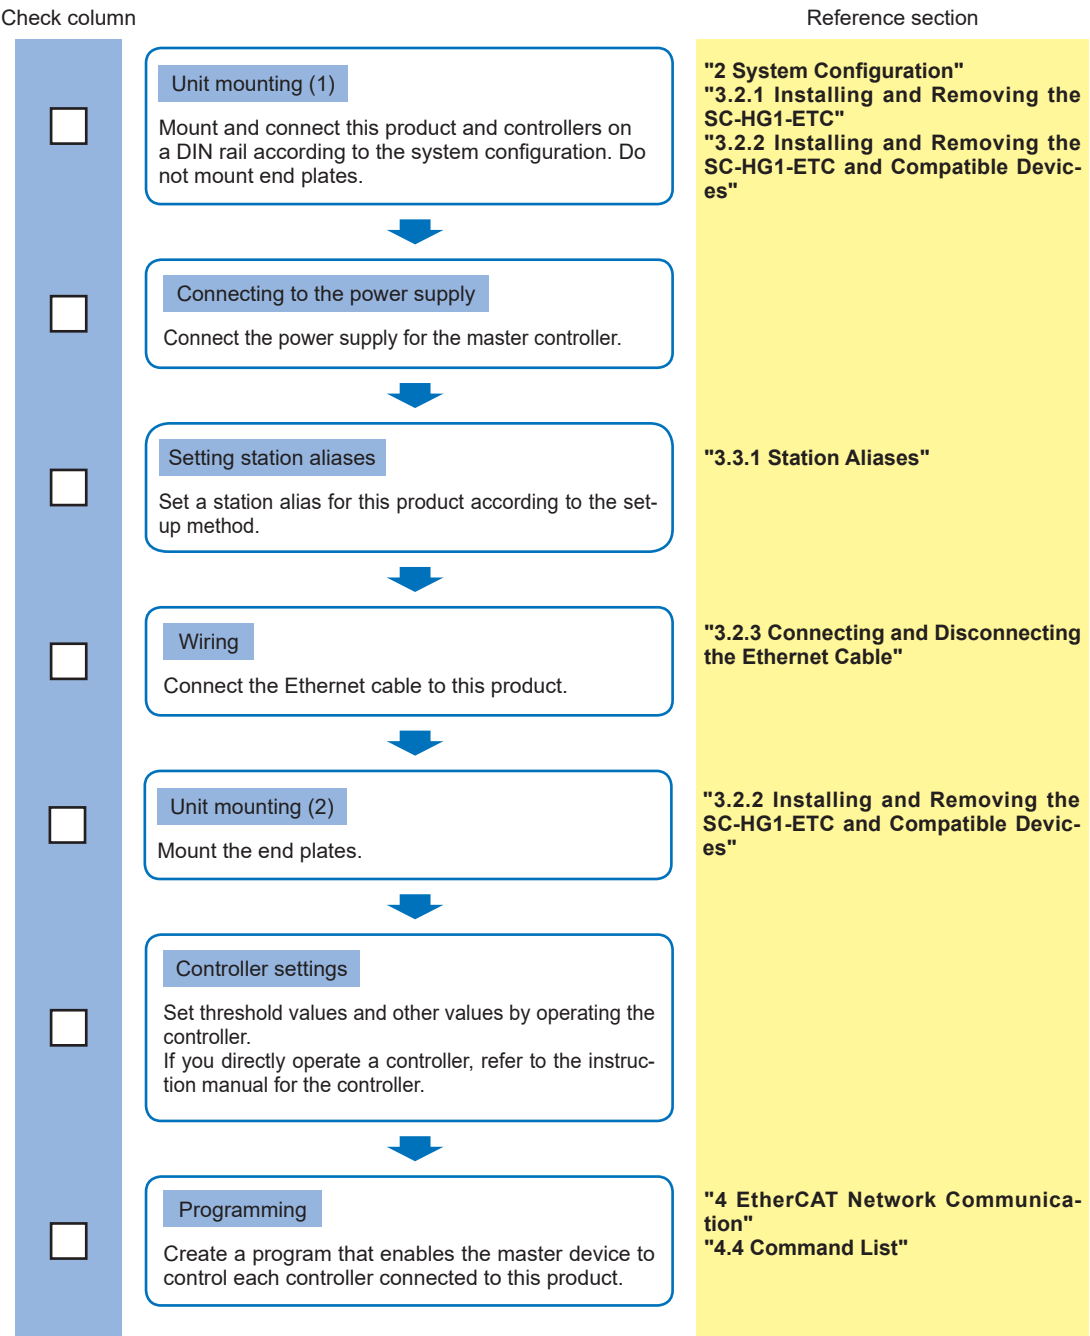 Check column
Reference section
Unit mounting (1)
Mount and connect this product and controllers on
a DIN rail according to the system configuration. Do
not mount end plates.
"2 System Configuration"
"3.2.1 Installing and Removing the
SC-HG1-ETC"
"3.2.2 Installing and Removing the
SC-HG1-ETC and Compatible Devic-
es"
Connecting to the power supply
Connect the power supply for the master controller.
Setting station aliases
Set a station alias for this product according to the set-
up method.
"3.3.1 Station Aliases"
Wiring
Connect the Ethernet cable to this product.
"3.2.3 Connecting and Disconnecting
the Ethernet Cable"
Unit mounting (2)
Mount the end plates.
"3.2.2 Installing and Removing the
SC-HG1-ETC and Compatible Devic-
es"
Controller settings
Set threshold values and other values by operating the
controller.
If you directly operate a controller, refer to the instruc-
tion manual for the controller.
Programming
Create a program that enables the master device to
control each controller connected to this product.
"4 EtherCAT Network Communica-
tion"
"4.4 Command List"